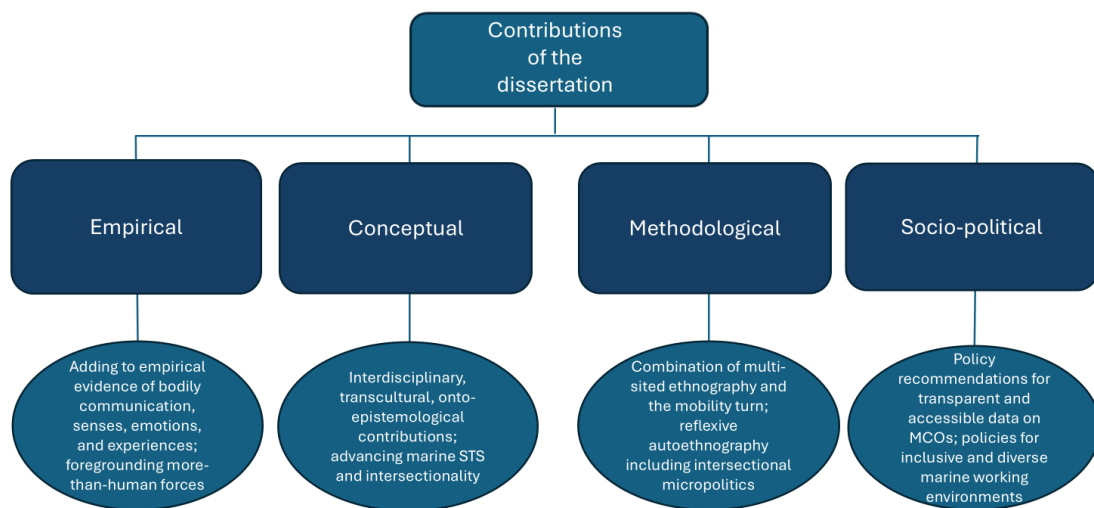 Contributions
of the
dissertation
Empirical
Conceptual
Methodological
Socio-political
Adding to empirical
evidence of bodily
communication,
senses, emotions,
and experiences;
foregrounding more-
than-human forces
Interdisciplinary,
transcultural, onto-
epistemological
contributions;
advancing marine STS
and intersectionality
Combination of multi-
sited ethnography and
the mobility turn;
reflexive
autoethnography
including intersectional
micropolitics
Policy
recommendations for
transparent and
accessible data on
MCOs; policies for
inclusive and diverse
marine working
environments